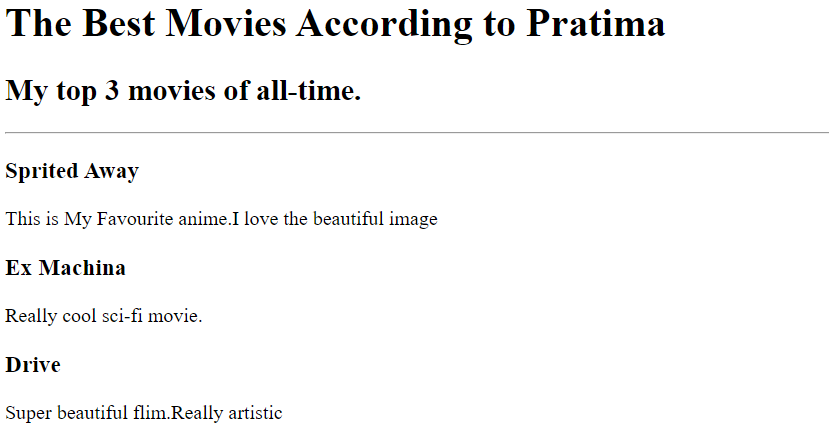 The Best Movies According to Pratima
My top 3 movies of all-time.
Sprited Away
This is My Favourite anime.I love the beautiful image
Ex Machina
Really cool sci-fi movie.
Drive
Super beautiful flim.Really artistic